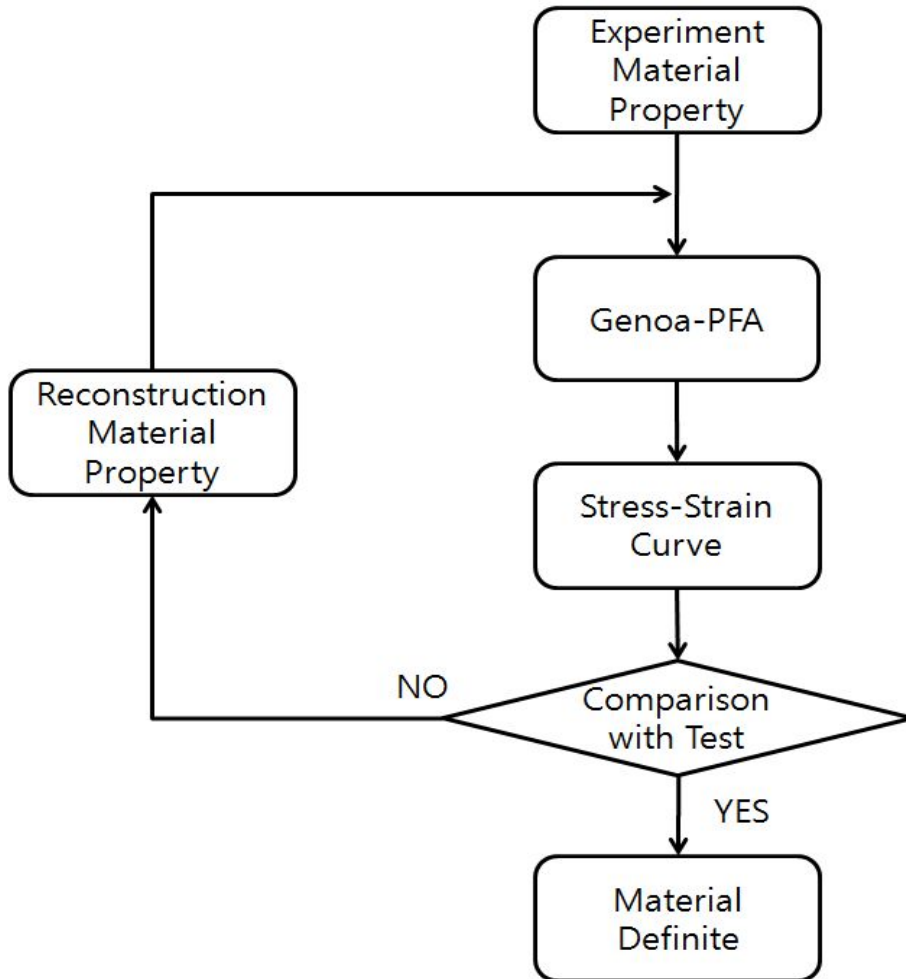 Experiment
Material
Property
Genoa-PFA
Reconstruction
Material
Property
Stress-Strain
Curve
NO
Comparison
with Test
YES
Material
Definite